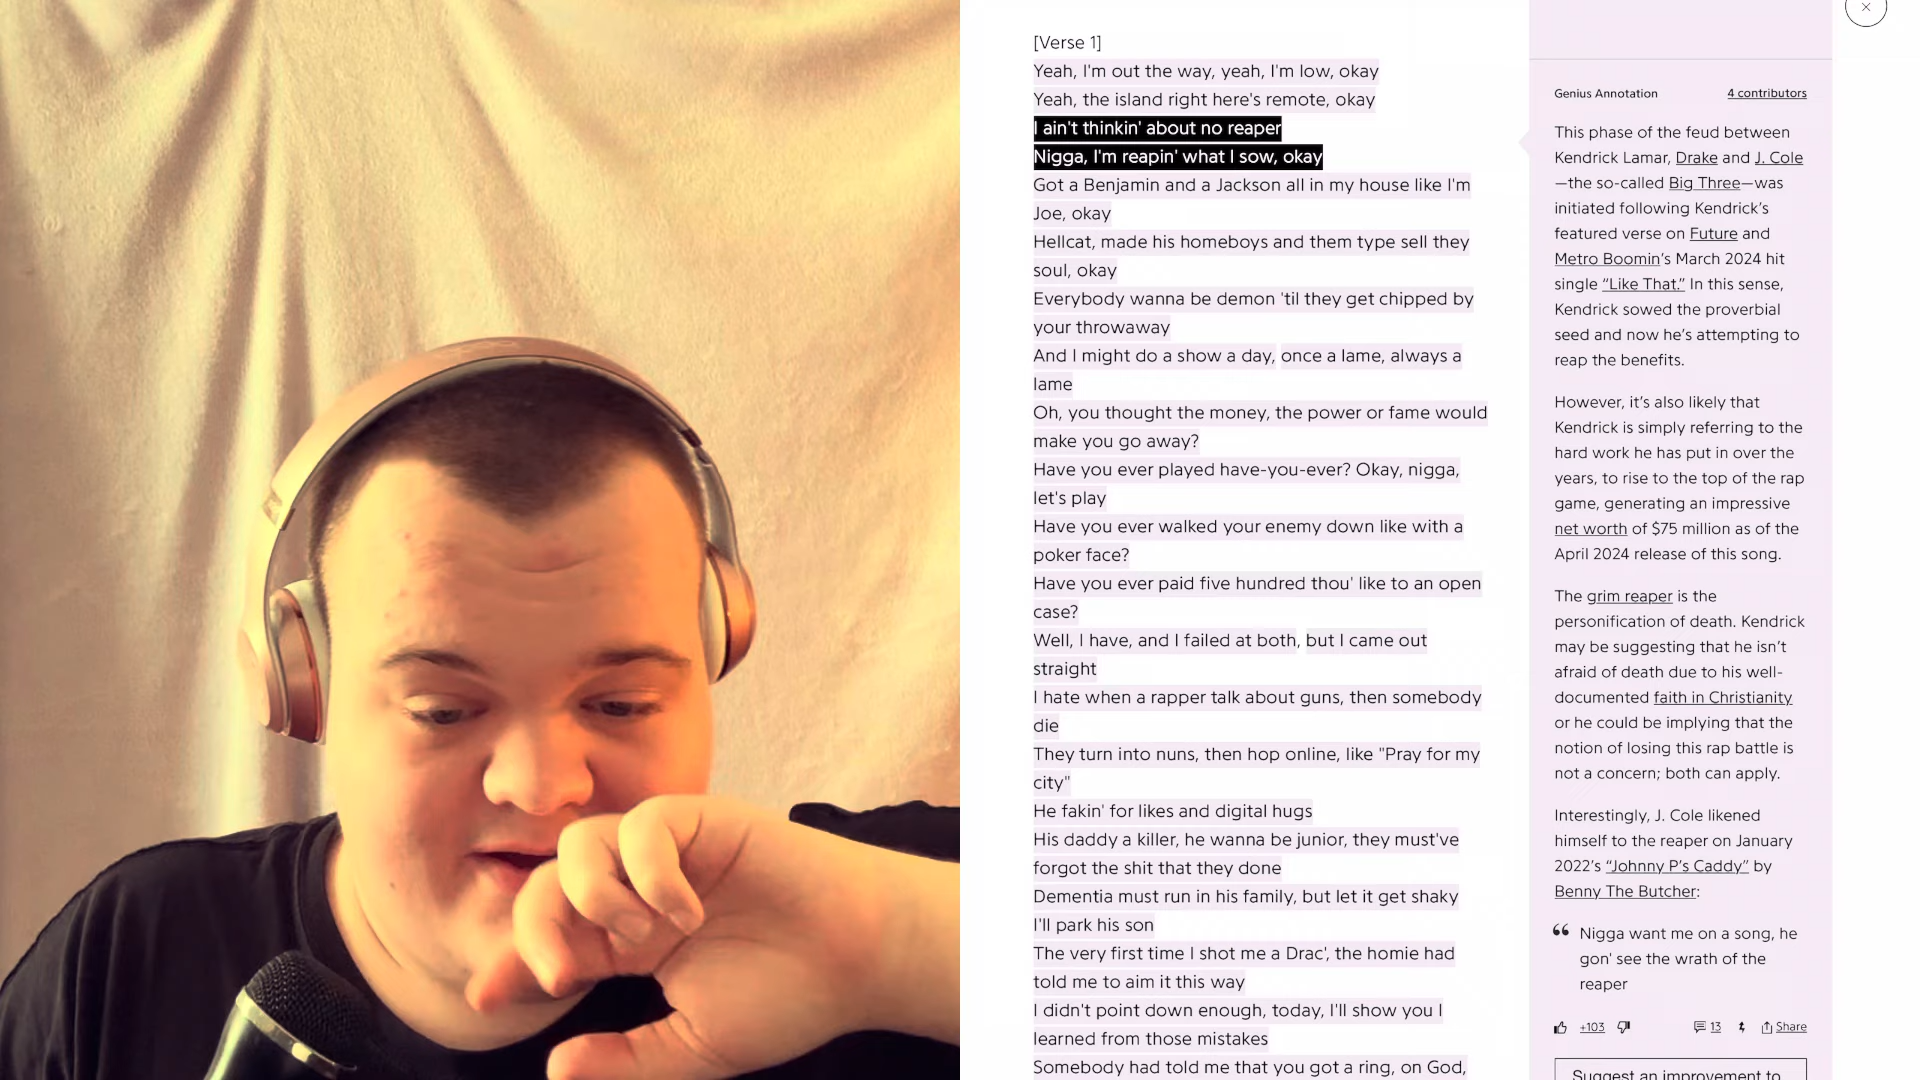 [Verse 1]
Yeah, I'm out the way, yeah, I'm low, okay
Yeah, the island right here's remote, okay
I ain't thinkin' about no reaper
Nigga, I'm reapin' what I sow, okay
Got a Benjamin and a Jackson all in my house like I'm
Joe, okay
Hellcat, made his homeboys and them type sell they
soul, okay
Everybody wanna be demon 'til they get chipped by
your throwaway
And I might do a show a day, once a lame, always a
lame
Oh, you thought the money, the power or fame would
make you go away?
Have you ever played have-you-ever? Okay, nigga,
let's play
Have you ever walked your enemy down like with a
poker face?
Have you ever paid five hundred thou' like to an open
case?
Well, I have, and I failed at both, but I came out
straight
I hate when a rapper talk about guns, then somebody
die
They turn into nuns, then hop online, like "Pray for my
city"
He fakin' for likes and digital hugs
His daddy a killer, he wanna be junior, they must've
forgot the shit that they done
Dementia must run in his family, but let it get shaky
I'll park his son
The very first time I shot me a Drac', the homie had
told me to aim it this way
I didn't point down enough, today, I'll show you I
learned from those mistakes
Somebody had told me that you got a ring, on God,
Genius Annotation
4 contributors
This phase of the feud between
Kendrick Lamar, Drake and J. Cole
—the so-called Big Three—was
initiated following Kendrick's
featured verse on Future and
Metro Boomin's March 2024 hit
single “Like That.” In this sense,
Kendrick sowed the proverbial
seed and now he's attempting to
reap the benefits.
However, it's also likely that
Kendrick is simply referring to the
hard work he has put in over the
years, to rise to the top of the rap
game, generating an impressive
net worth of $75 million as of the
April 2024 release of this song.
The grim reaper is the
personification of death. Kendrick
may be suggesting that he isn't
afraid of death due to his well-
documented faith in Christianity
or he could be implying that the
notion of losing this rap battle is
not a concern; both can apply.
Interestingly, J. Cole likened
himself to the reaper on January
2022's “Johnny P's Caddy” by
Benny The Butcher:
“ Nigga want me on a song, he
gon' see the wrath of the
reaper
+103
13
Share
Suggest an improvement to